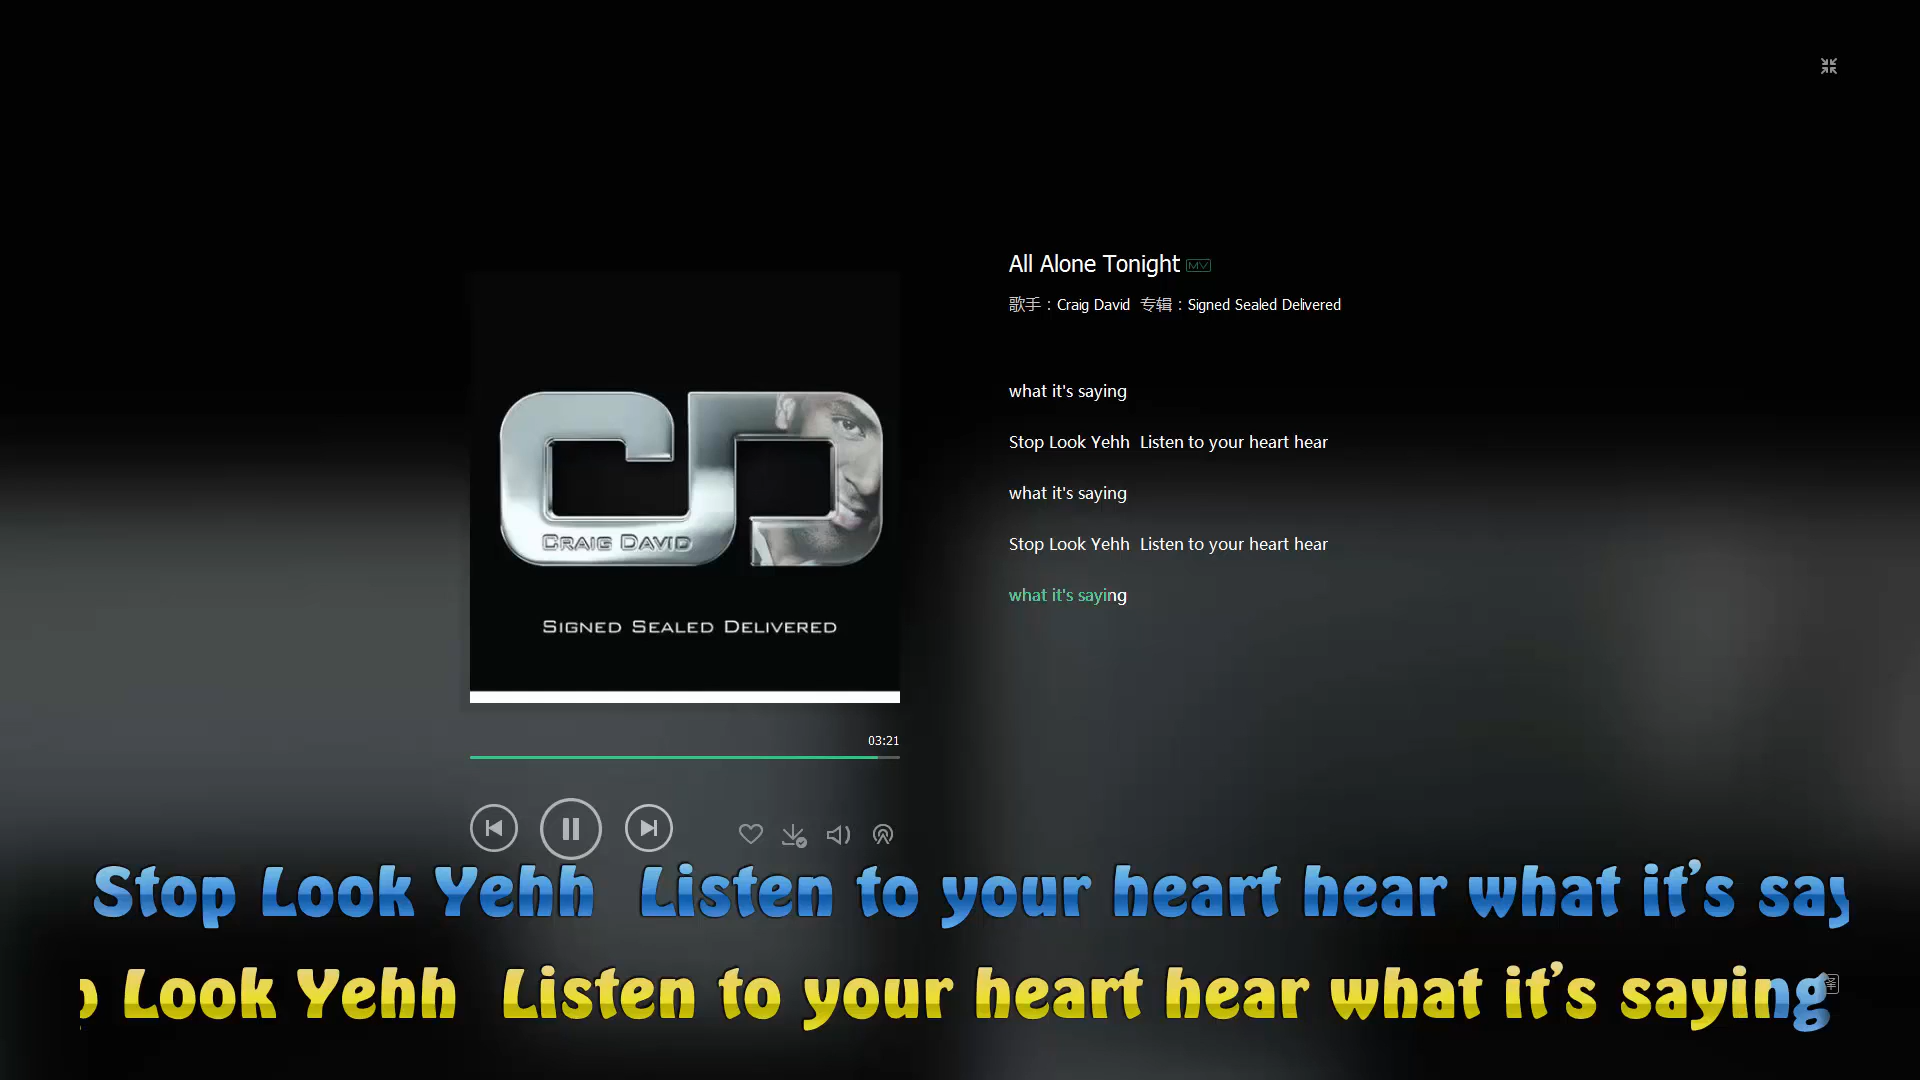 All Alone Tonight MV
歌手：Craig David 专辑：Signed Sealed Delivered
what it's saying
Stop Look Yehh Listen to your heart hear
what it's saying
Stop Look Yehh Listen to your heart hear
what it's saying
CRAIG DAVID
SIGNED SEALED DELIVERED
03:21
Stop Look Yehh Listen to your heart hear what it's say
p Look Yehh Listen to your heart hear what it's saying
译